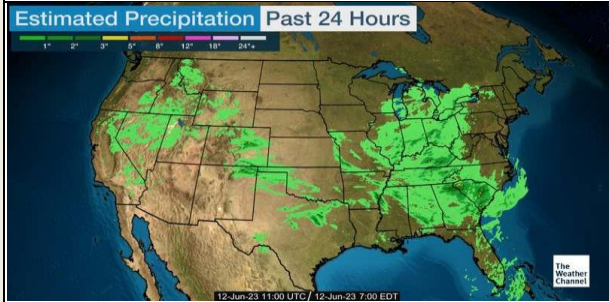 Estimated Precipitation Past 24 Hours
1" 2" 3" 5" 8" 12" 18" 24"+
The
Weather
Channel
12-Jun-23 11:00 UTC / 12-Jun-23 7:00 EDT